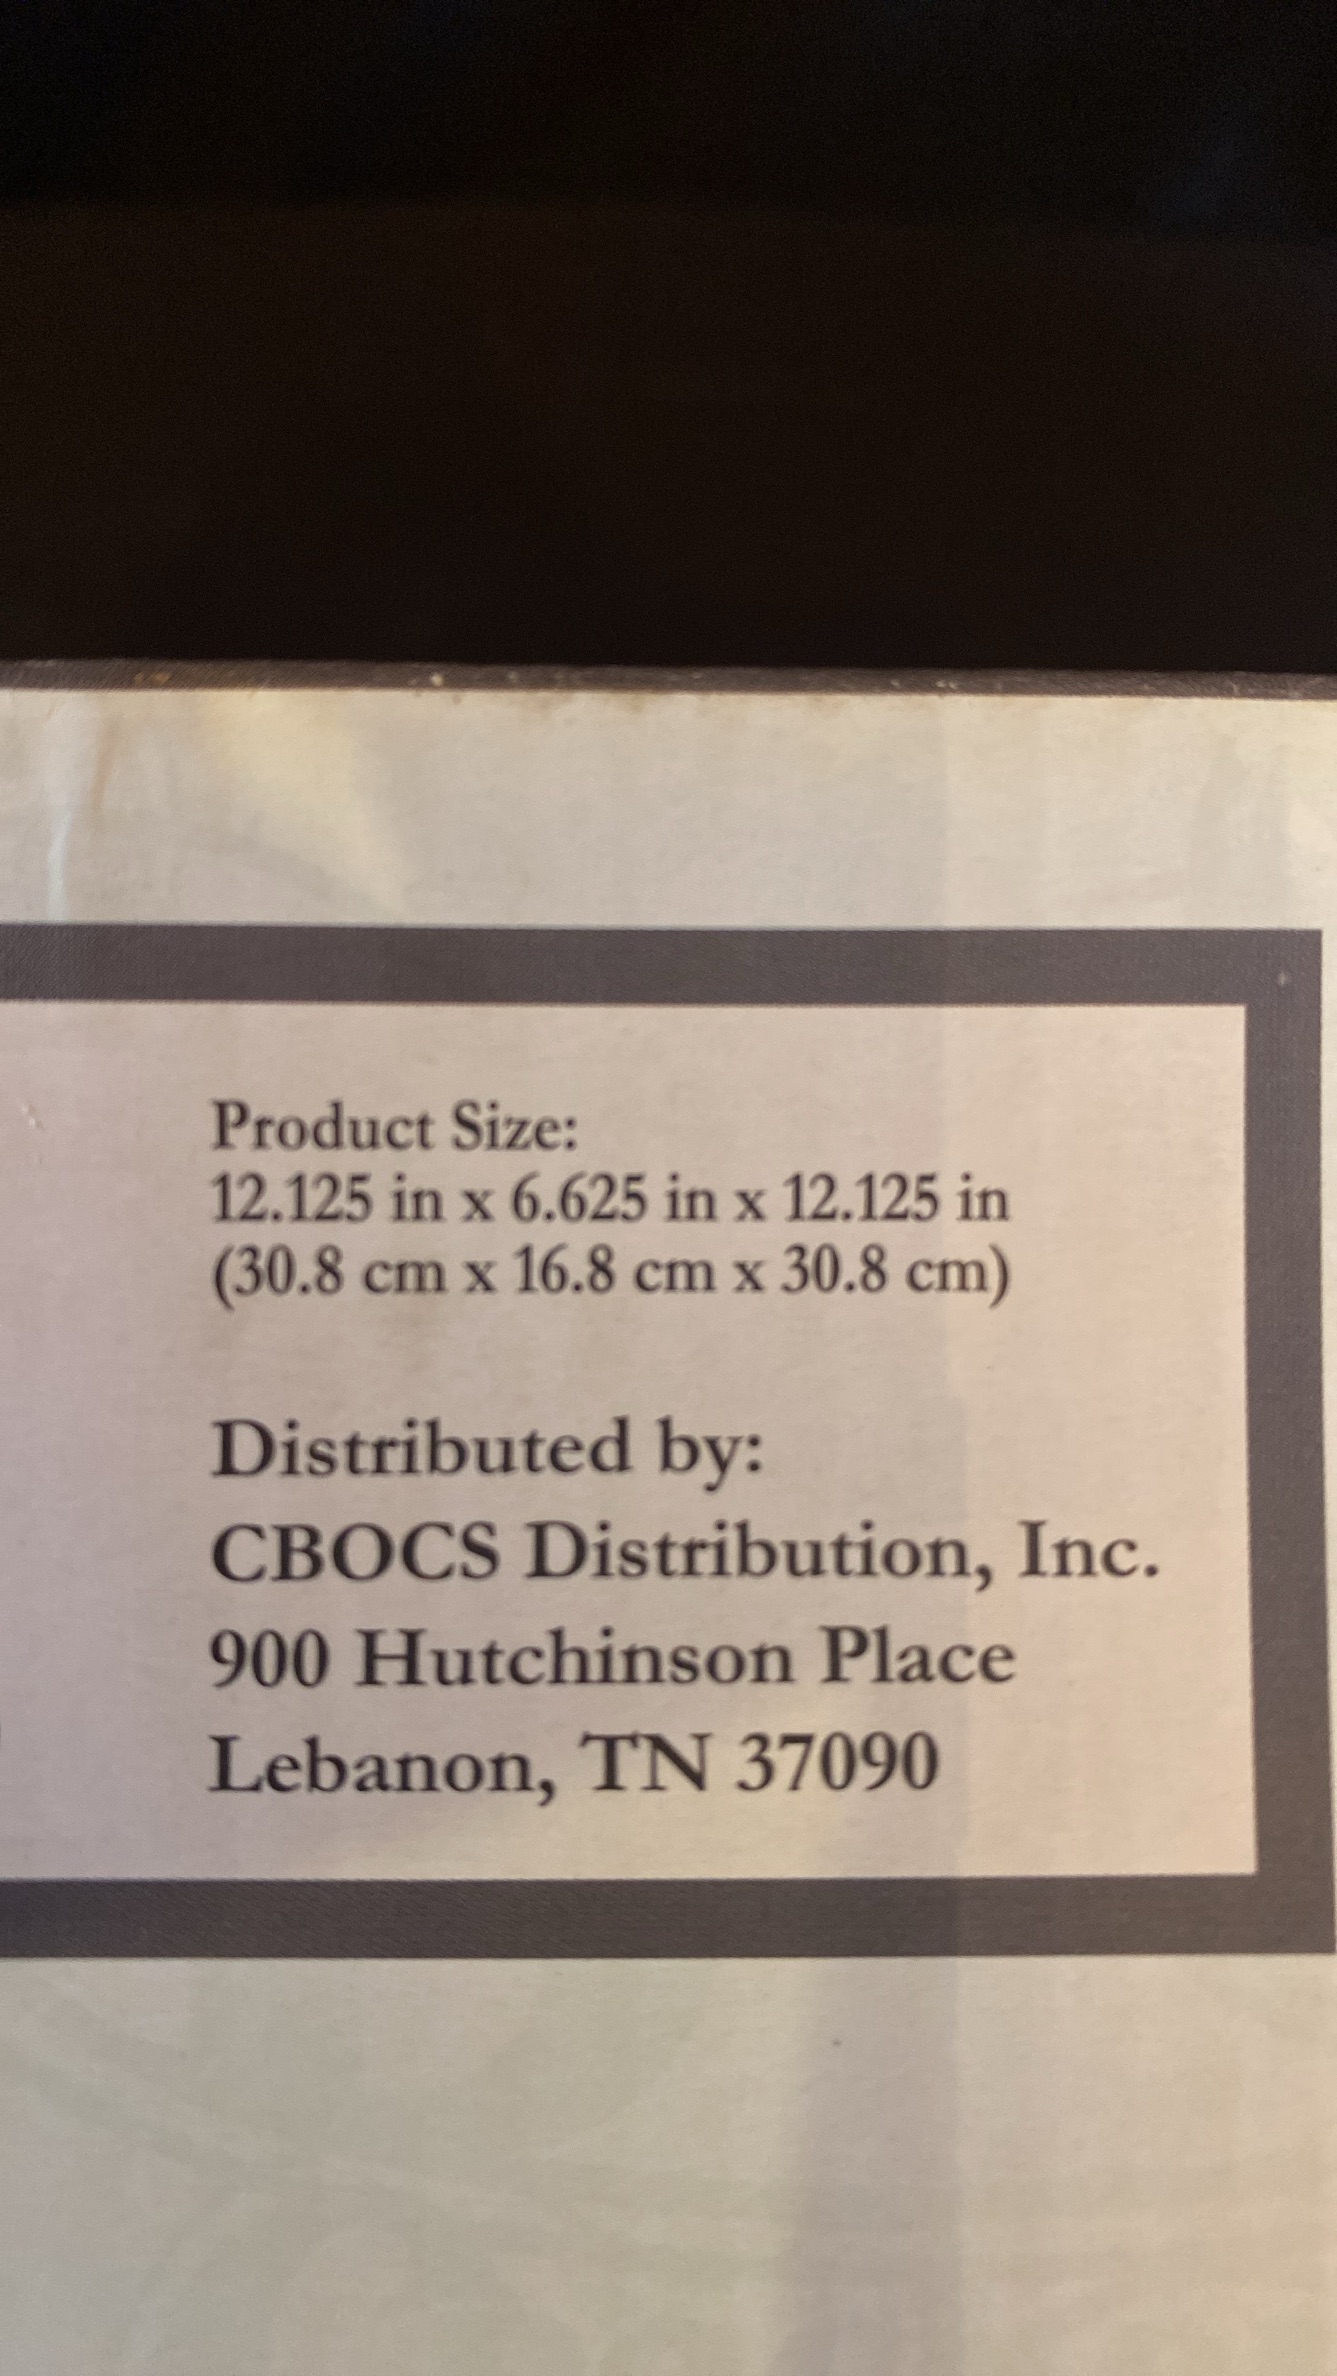 Product Size:
12.125 in x 6.625 in x 12.125 in
(30.8 cm x 16.8 cm x 30.8 cm)
Distributed by:
CBOCS Distribution, Inc.
900 Hutchinson Place
Lebanon, TN 37090